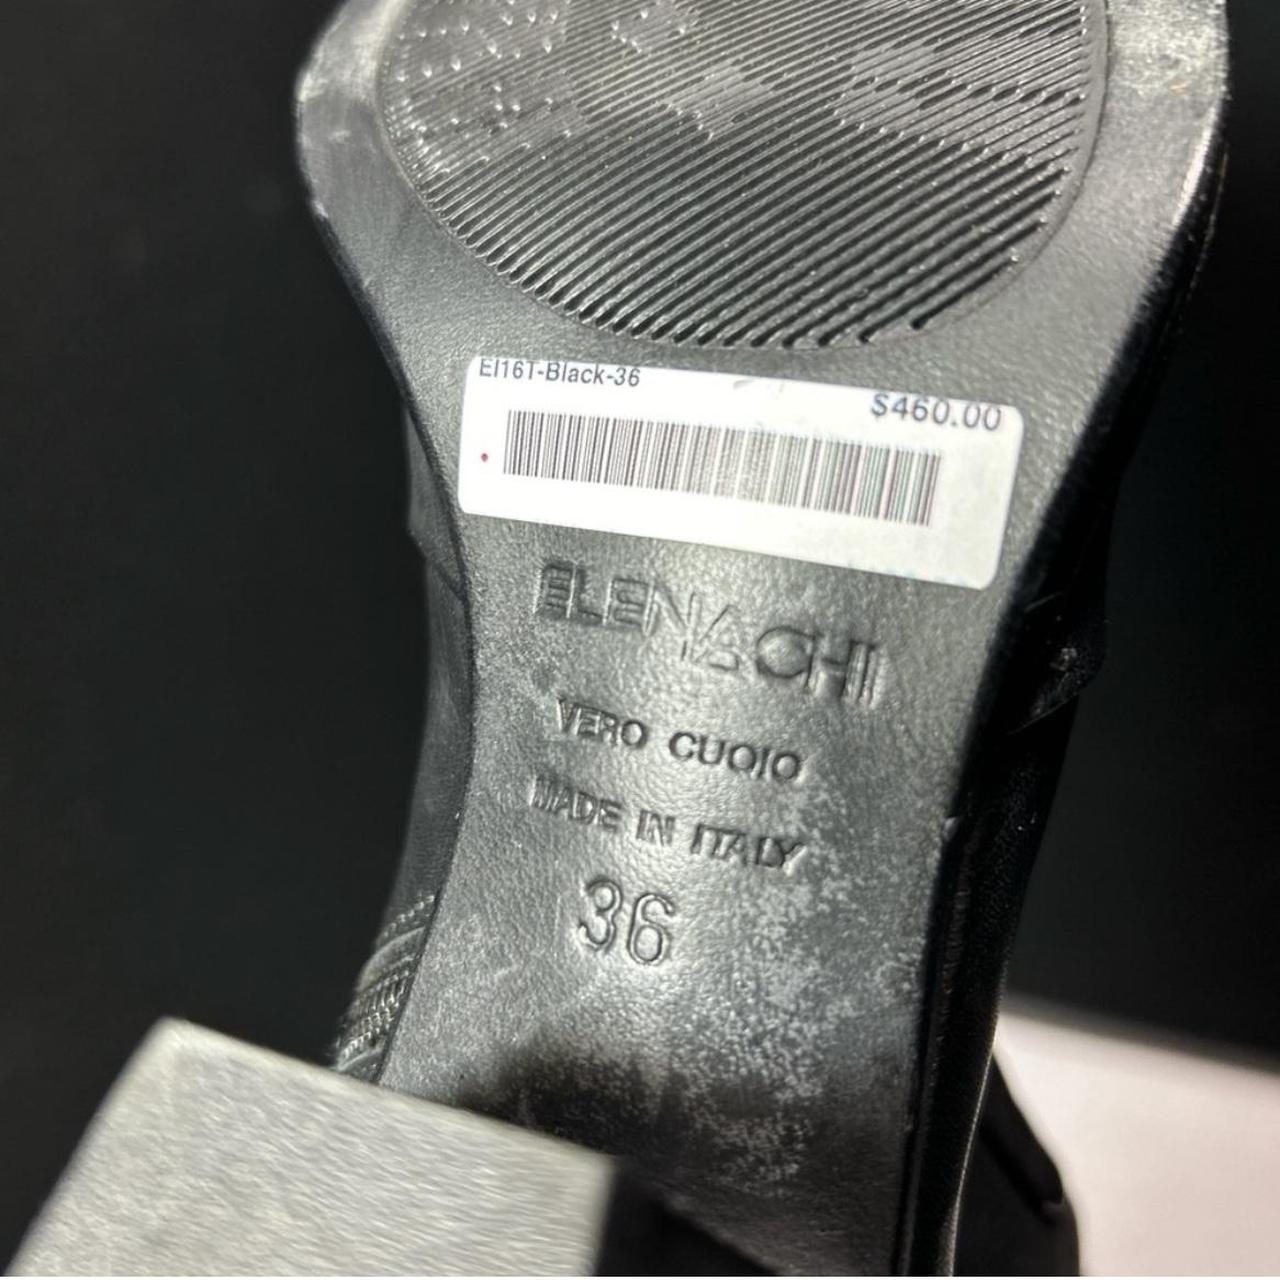 EI16T-Black-36
$460.00
ELENACHI
VERO CUOIO
MADE IN ITALY
36